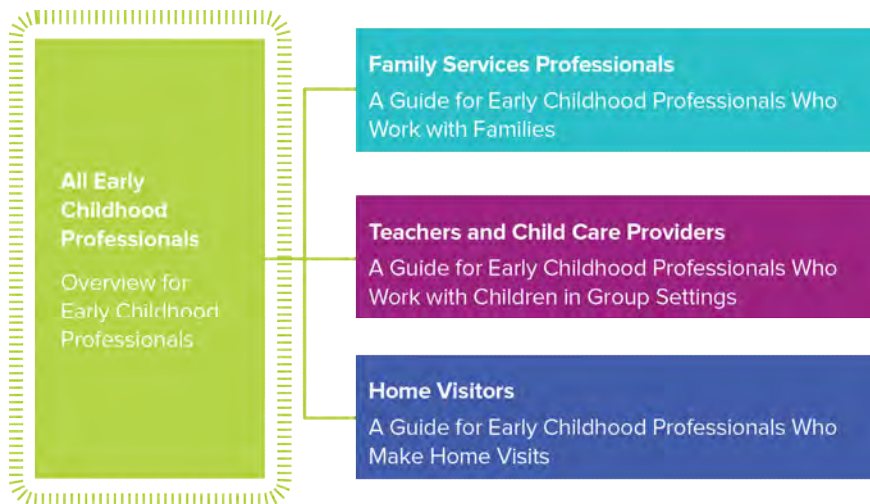 All Early
Childhood
Professionals
Overview for
Early Childhood
Professionals
Family Services Professionals
A Guide for Early Childhood Professionals Who
Work with Families
Teachers and Child Care Providers
A Guide for Early Childhood Professionals Who
Work with Children in Group Settings
Home Visitors
A Guide for Early Childhood Professionals Who
Make Home Visits